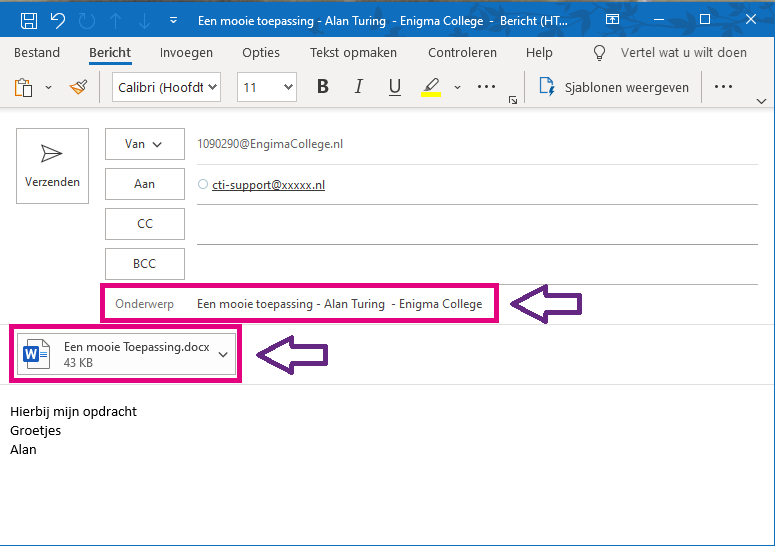 Een mooie toepassing - Alan Turing - Enigma College - Bericht (HT...
Bestand Bericht Invoegen Opties Tekst opmaken Controleren Help Vertel wat u wilt doen
Calibri (Hoofdt 11 B I U ... Sjablonen weergeven ...
Verzenden
Van 1090290@EngimaCollege.nl
Aan cti-support@xxxxx.nl
CC
BCC
Onderwerp Een mooie toepassing - Alan Turing - Enigma College
W Een mooie Toepassing.docx
43 KB
Hierbij mijn opdracht
Groetjes
Alan